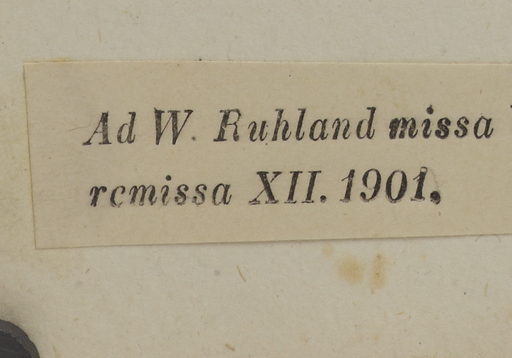 Ad W. Ruhland missa
remissa XII. 1901.